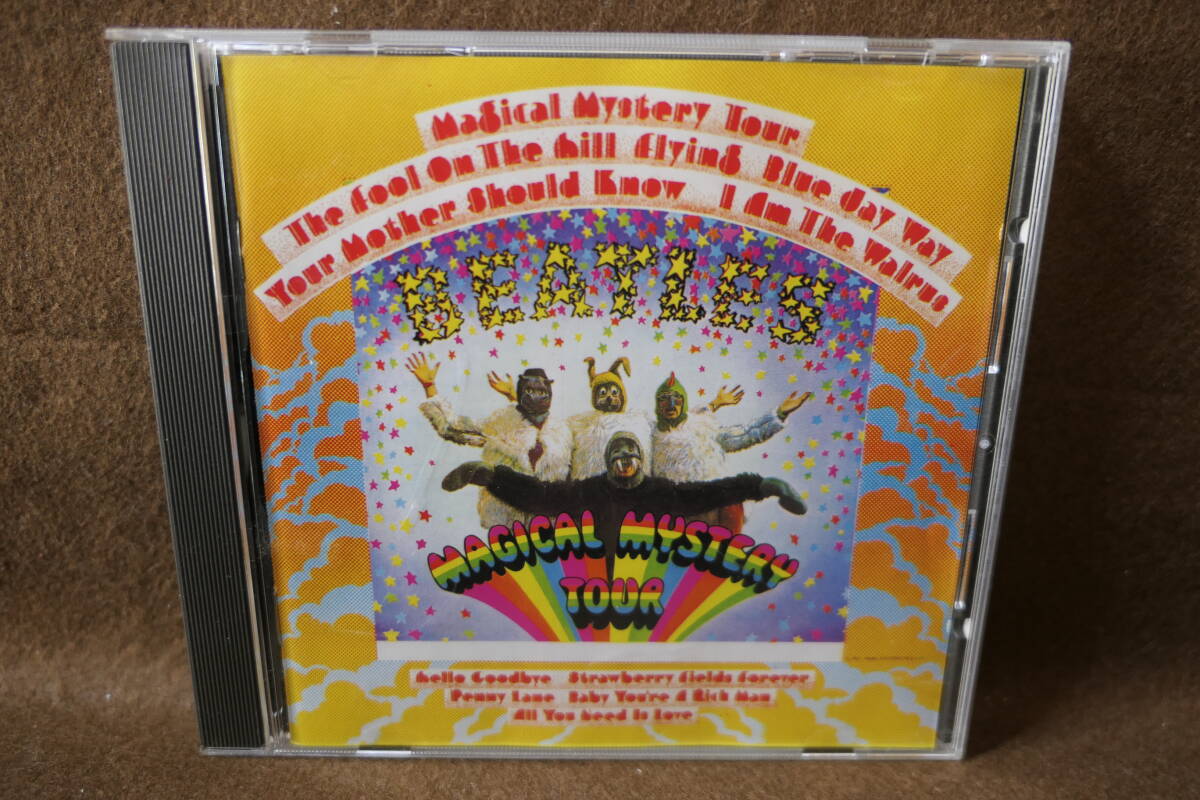 Magical Mystery Tour
The Fool On The Hill Flying Blue Jay Way
Your Mother Should Know I Am The Walrus
BEATLES
MAGICAL MYSTERY
TOUR
Hello Goodbye Strawberry Fields Forever
Penny Lane Baby You're A Rich Man
All You Need Is Love